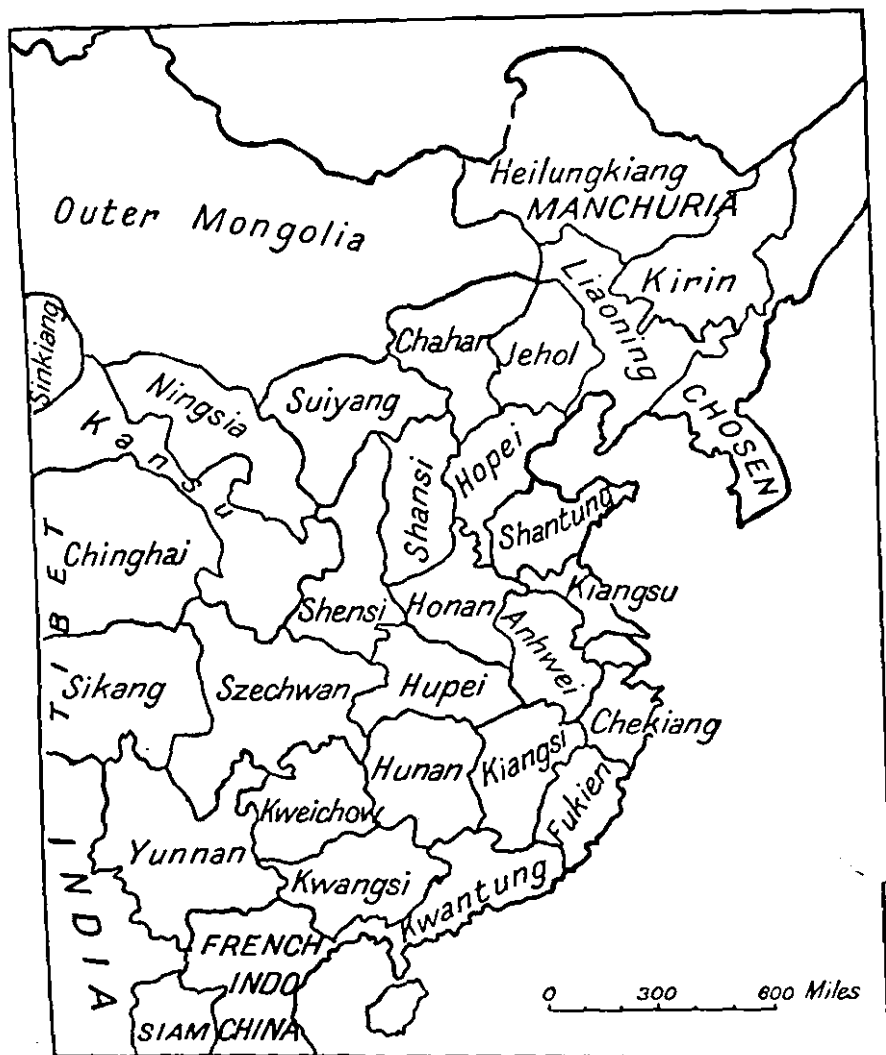 Heilungkiang
MANCHURIA
Outer Mongolia
Liaoning
Kirin
Sinkiang
Chahar
Jehol
Ningsia
Suiyang
CHOSEN
Kansu
Hopei
Shansi
Shantung
Chinghai
TIBET
Shensi
Honan
Kiangsu
Anhwei
Sikang
Szechwan
Hupei
Chekiang
Hunan
Kiangsi
Fukien
Kweichow
Yunnan
Kwangsi
Kwantung
INDIA
FRENCH
INDO
CHINA
SIAM
0 300 600 Miles